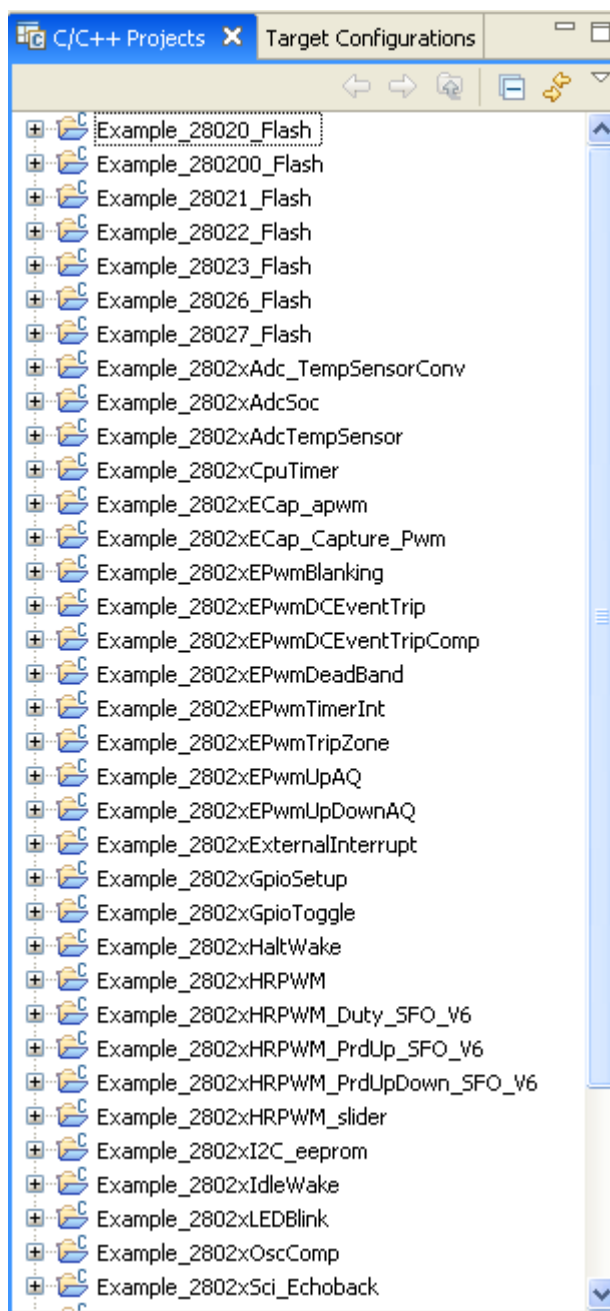 C/C++ Projects Target Configurations
Example_28020_Flash
Example_280200_Flash
Example_28021_Flash
Example_28022_Flash
Example_28023_Flash
Example_28026_Flash
Example_28027_Flash
Example_2802xAdc_TempSensorConv
Example_2802xAdcSoc
Example_2802xAdcTempSensor
Example_2802xCpuTimer
Example_2802xECap_apwm
Example_2802xECap_Capture_Pwm
Example_2802xEPwmBlanking
Example_2802xEPwmDCEventTrip
Example_2802xEPwmDCEventTripComp
Example_2802xEPwmDeadBand
Example_2802xEPwmTimerInt
Example_2802xEPwmTripZone
Example_2802xEPwmUpAQ
Example_2802xEPwmUpDownAQ
Example_2802xExternalInterrupt
Example_2802xGpioSetup
Example_2802xGpioToggle
Example_2802xHaltWake
Example_2802xHRPWM
Example_2802xHRPWM_Duty_SFO_V6
Example_2802xHRPWM_PrdUp_SFO_V6
Example_2802xHRPWM_PrdUpDown_SFO_V6
Example_2802xHRPWM_slider
Example_2802xI2C_eeprom
Example_2802xIdleWake
Example_2802xLEDBlink
Example_2802xOscComp
Example_2802xSci_Echoback